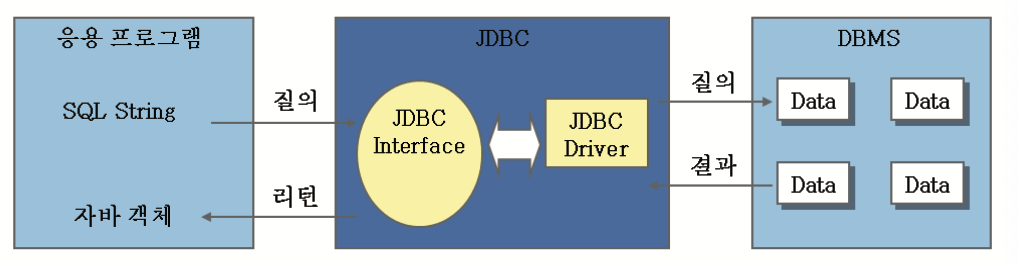 응용 프로그램
SQL String
자바 객체
질의
리턴
JDBC
JDBC
Interface
JDBC
Driver
질의
결과
DBMS
Data
Data
Data
Data